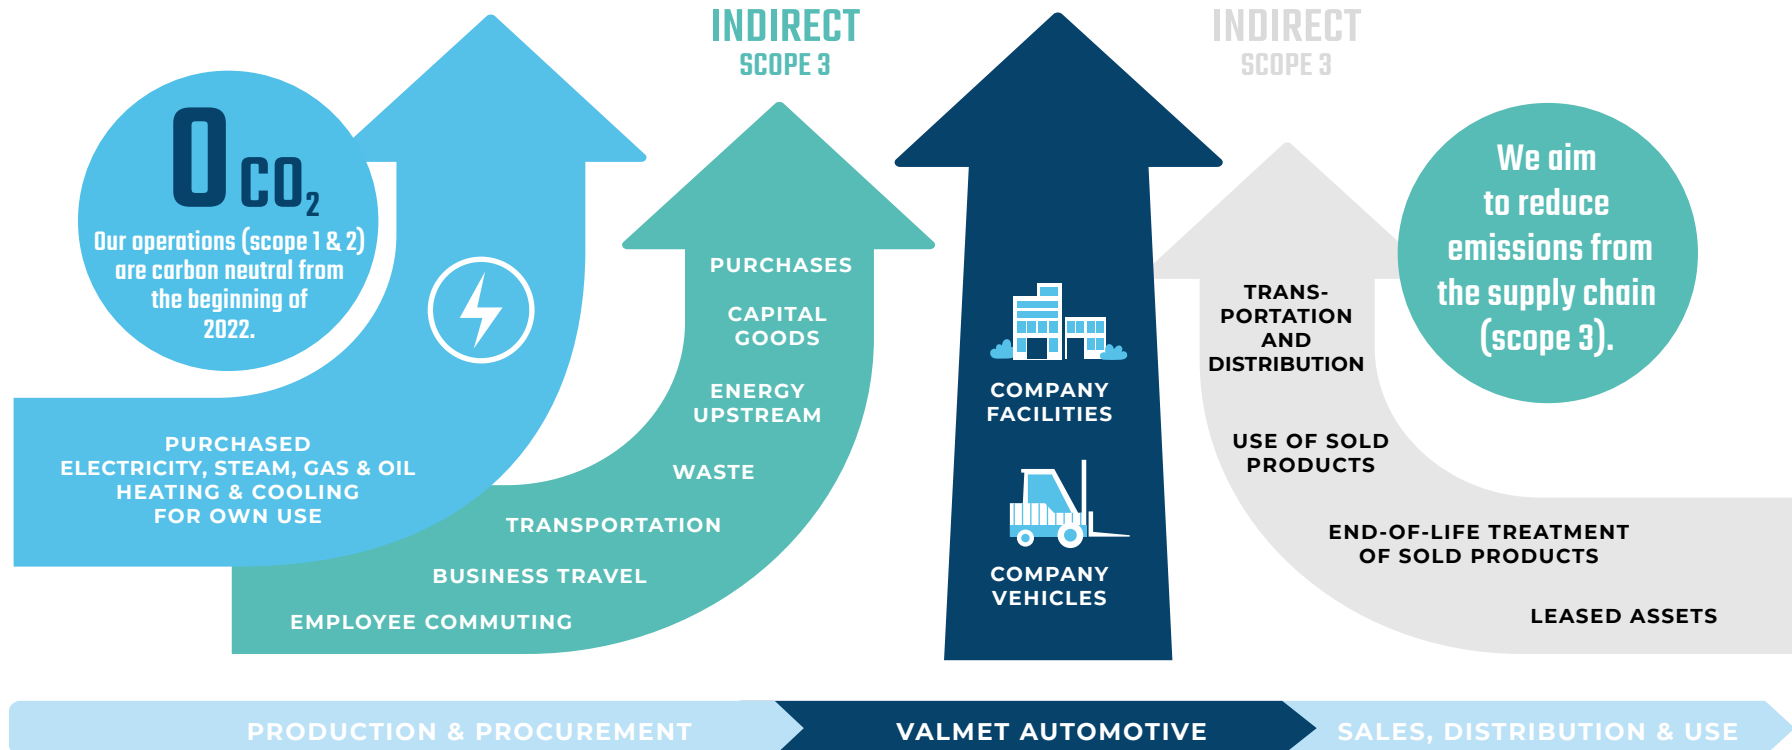 INDIRECT
SCOPE 3
INDIRECT
SCOPE 3
0 CO₂
Our operations (scope 1 & 2)
are carbon neutral from
the beginning of
2022.
PURCHASED
ELECTRICITY, STEAM, GAS & OIL
HEATING & COOLING
FOR OWN USE
PURCHASES
CAPITAL
GOODS
ENERGY
UPSTREAM
WASTE
TRANSPORTATION
BUSINESS TRAVEL
EMPLOYEE COMMUTING
COMPANY
FACILITIES
COMPANY
VEHICLES
TRANS-
PORTATION
AND
DISTRIBUTION
USE OF SOLD
PRODUCTS
END-OF-LIFE TREATMENT
OF SOLD PRODUCTS
LEASED ASSETS
We aim
to reduce
emissions from
the supply chain
(scope 3).
PRODUCTION & PROCUREMENT
VALMET AUTOMOTIVE
SALES, DISTRIBUTION & USE